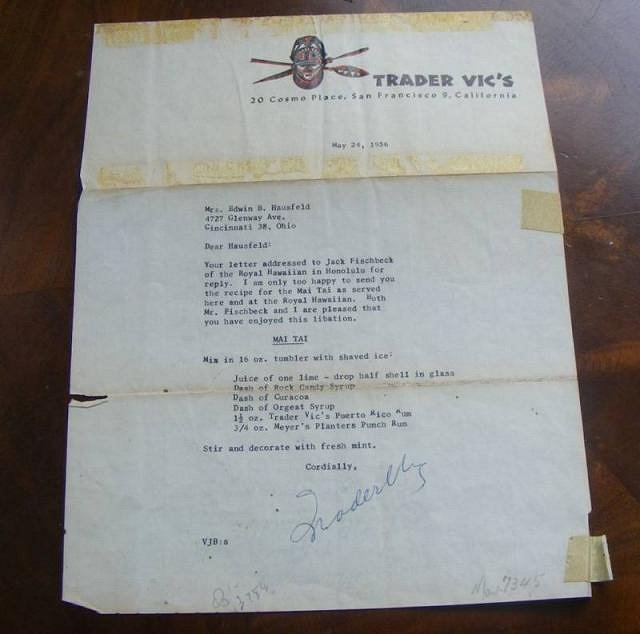 TRADER VIC'S
20 Cosmo Place, San Francisco 9, California
May 24, 1956
Mrs. Edwin B. Hausfeld
4727 Glenway Ave,
Cincinnati 38, Ohio
Dear Hausfeld:
Your letter addressed to Jack Fischbeck
of the Royal Hawaiian in Honolulu for
reply. I am only too happy to send you
the recipe for the Mai Tai as served
here and at the Royal Hawaiian. Both
Mr. Fischbeck and I are pleased that
you have enjoyed this libation.
MAI TAI
Mix in 16 oz. tumbler with shaved ice:
Juice of one lime - drop half shell in glass
Dash of Rock Candy Syrup
Dash of Curacoa
Dash of Orgeat Syrup
1½ oz. Trader Vic's Puerto Rico Rum
3/4 oz. Meyer's Planters Punch Rum
Stir and decorate with fresh mint.
Cordially,
Trader Vic
VJB:s